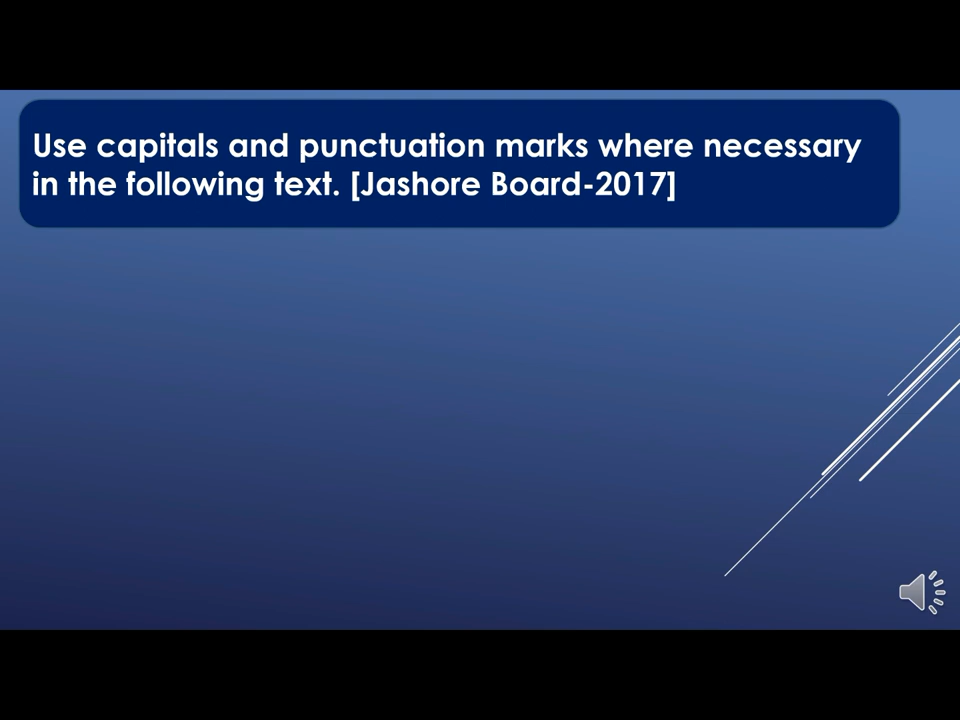 Use capitals and punctuation marks where necessary
in the following text. [Jashore Board-2017]